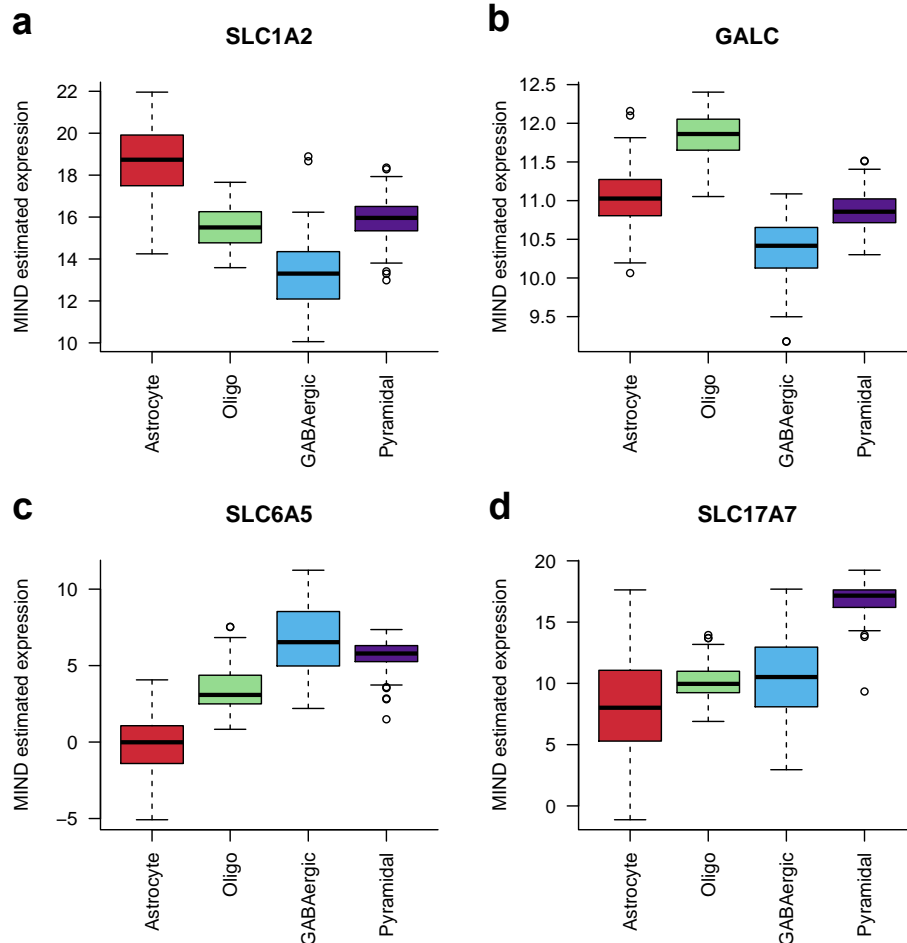 a
SLC1A2
MIND estimated expression
22
20
18
16
14
12
10
Astrocyte
Oligo
GABAergic
Pyramidal
b
GALC
MIND estimated expression
12.5
12.0
11.5
11.0
10.5
10.0
9.5
Astrocyte
Oligo
GABAergic
Pyramidal
c
SLC6A5
MIND estimated expression
10
5
0
−5
Astrocyte
Oligo
GABAergic
Pyramidal
d
SLC17A7
MIND estimated expression
20
15
10
5
0
Astrocyte
Oligo
GABAergic
Pyramidal